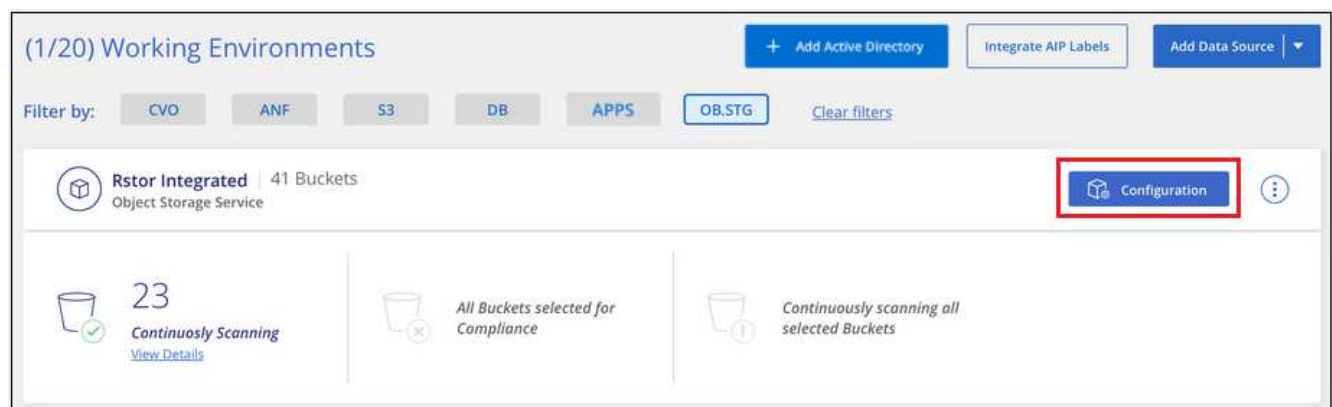 (1/20) Working Environments
+ Add Active Directory
Integrate AIP Labels
Add Data Source
Filter by:
CVO
ANF
S3
DB
APPS
OB.STG
Clear filters
Rstor Integrated | 41 Buckets
Object Storage Service
Configuration
23
Continuosly Scanning
View Details
All Buckets selected for
Compliance
Continuously scanning all
selected Buckets